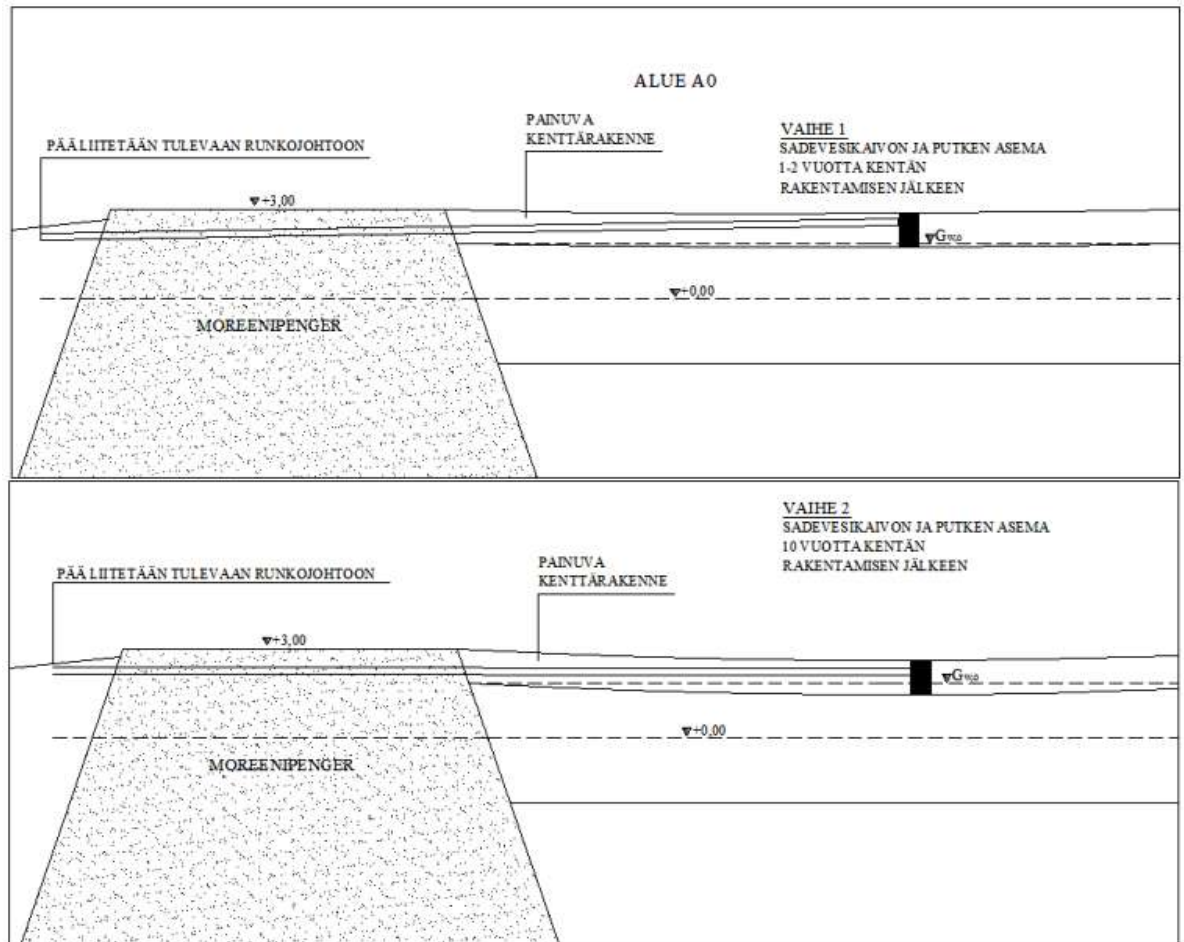 ALUE A0
PÄÄ LIITETÄÄN TULEVAAN RUNKOJOHTOON
PAINUVA
KENTTÄRAKENNE
VAIHE 1
SADEVESIKAIVON JA PUTKEN ASEMA
1-2 VUOTTA KENTÄN
RAKENTAMISEN JÄLKEEN
+3,00
+0,00
MOREENIPENGER
VAIHE 2
SADEVESIKAIVON JA PUTKEN ASEMA
10 VUOTTA KENTÄN
RAKENTAMISEN JÄLKEEN
PÄÄ LIITETÄÄN TULEVAAN RUNKOJOHTOON
PAINUVA
KENTTÄRAKENNE
+3,00
+0,00
MOREENIPENGER